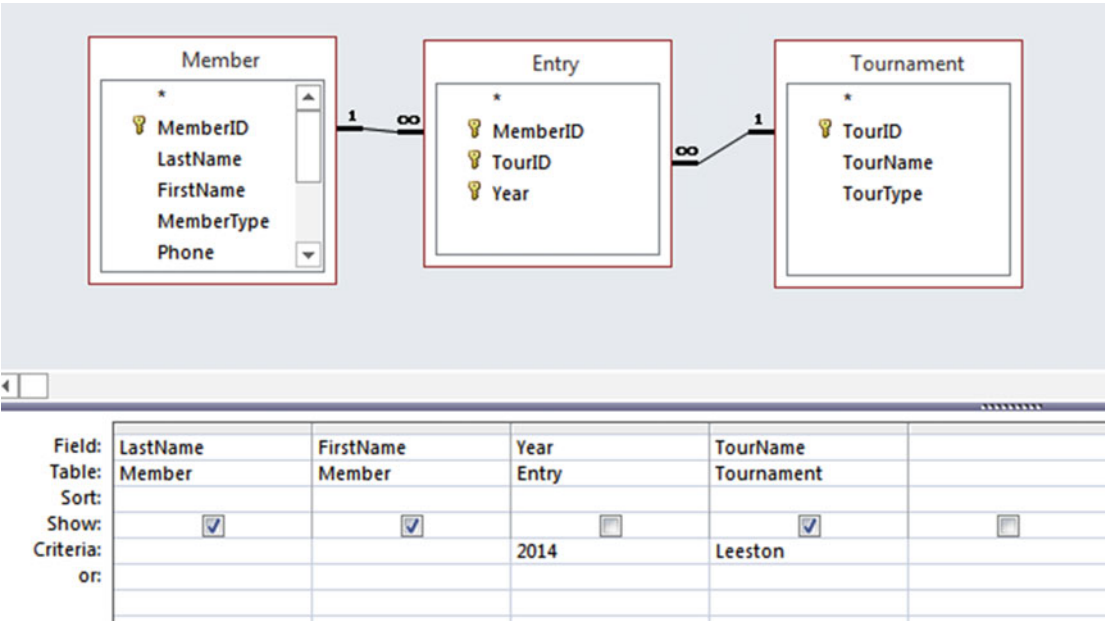 Member
*
MemberID
LastName
FirstName
MemberType
Phone
1 ∞
Entry
*
MemberID
TourID
Year
∞ 1
Tournament
*
TourID
TourName
TourType
Field: LastName FirstName Year TourName
Table: Member Member Entry Tournament
Sort:
Show:
Criteria: 2014 Leeston
or: